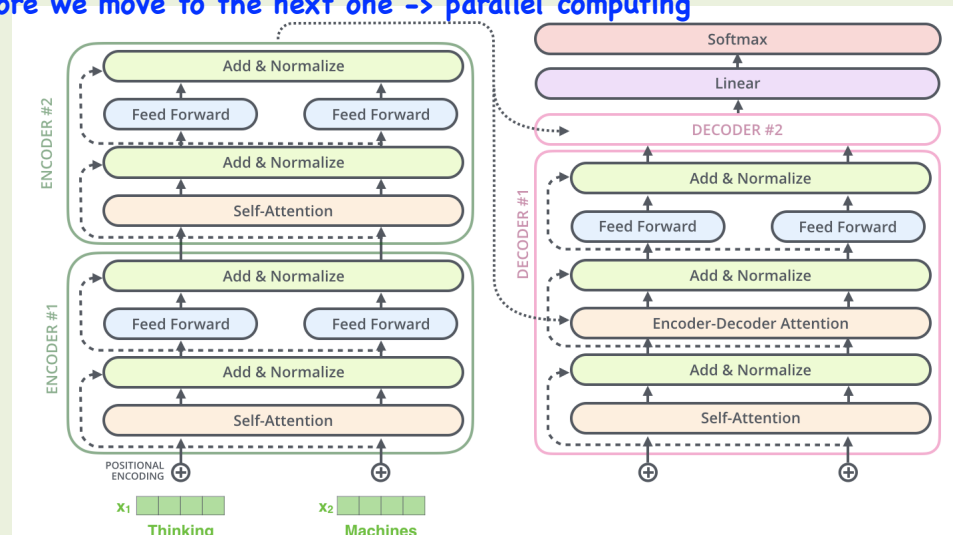 ore we move to the next one -> parallel computing
ENCODER #2
Add & Normalize
Feed Forward
Feed Forward
Add & Normalize
Self-Attention
ENCODER #1
Add & Normalize
Feed Forward
Feed Forward
Add & Normalize
Self-Attention
POSITIONAL
ENCODING
x1
x2
Thinking
Machines
Softmax
Linear
DECODER #2
DECODER #1
Add & Normalize
Feed Forward
Feed Forward
Add & Normalize
Encoder-Decoder Attention
Add & Normalize
Self-Attention